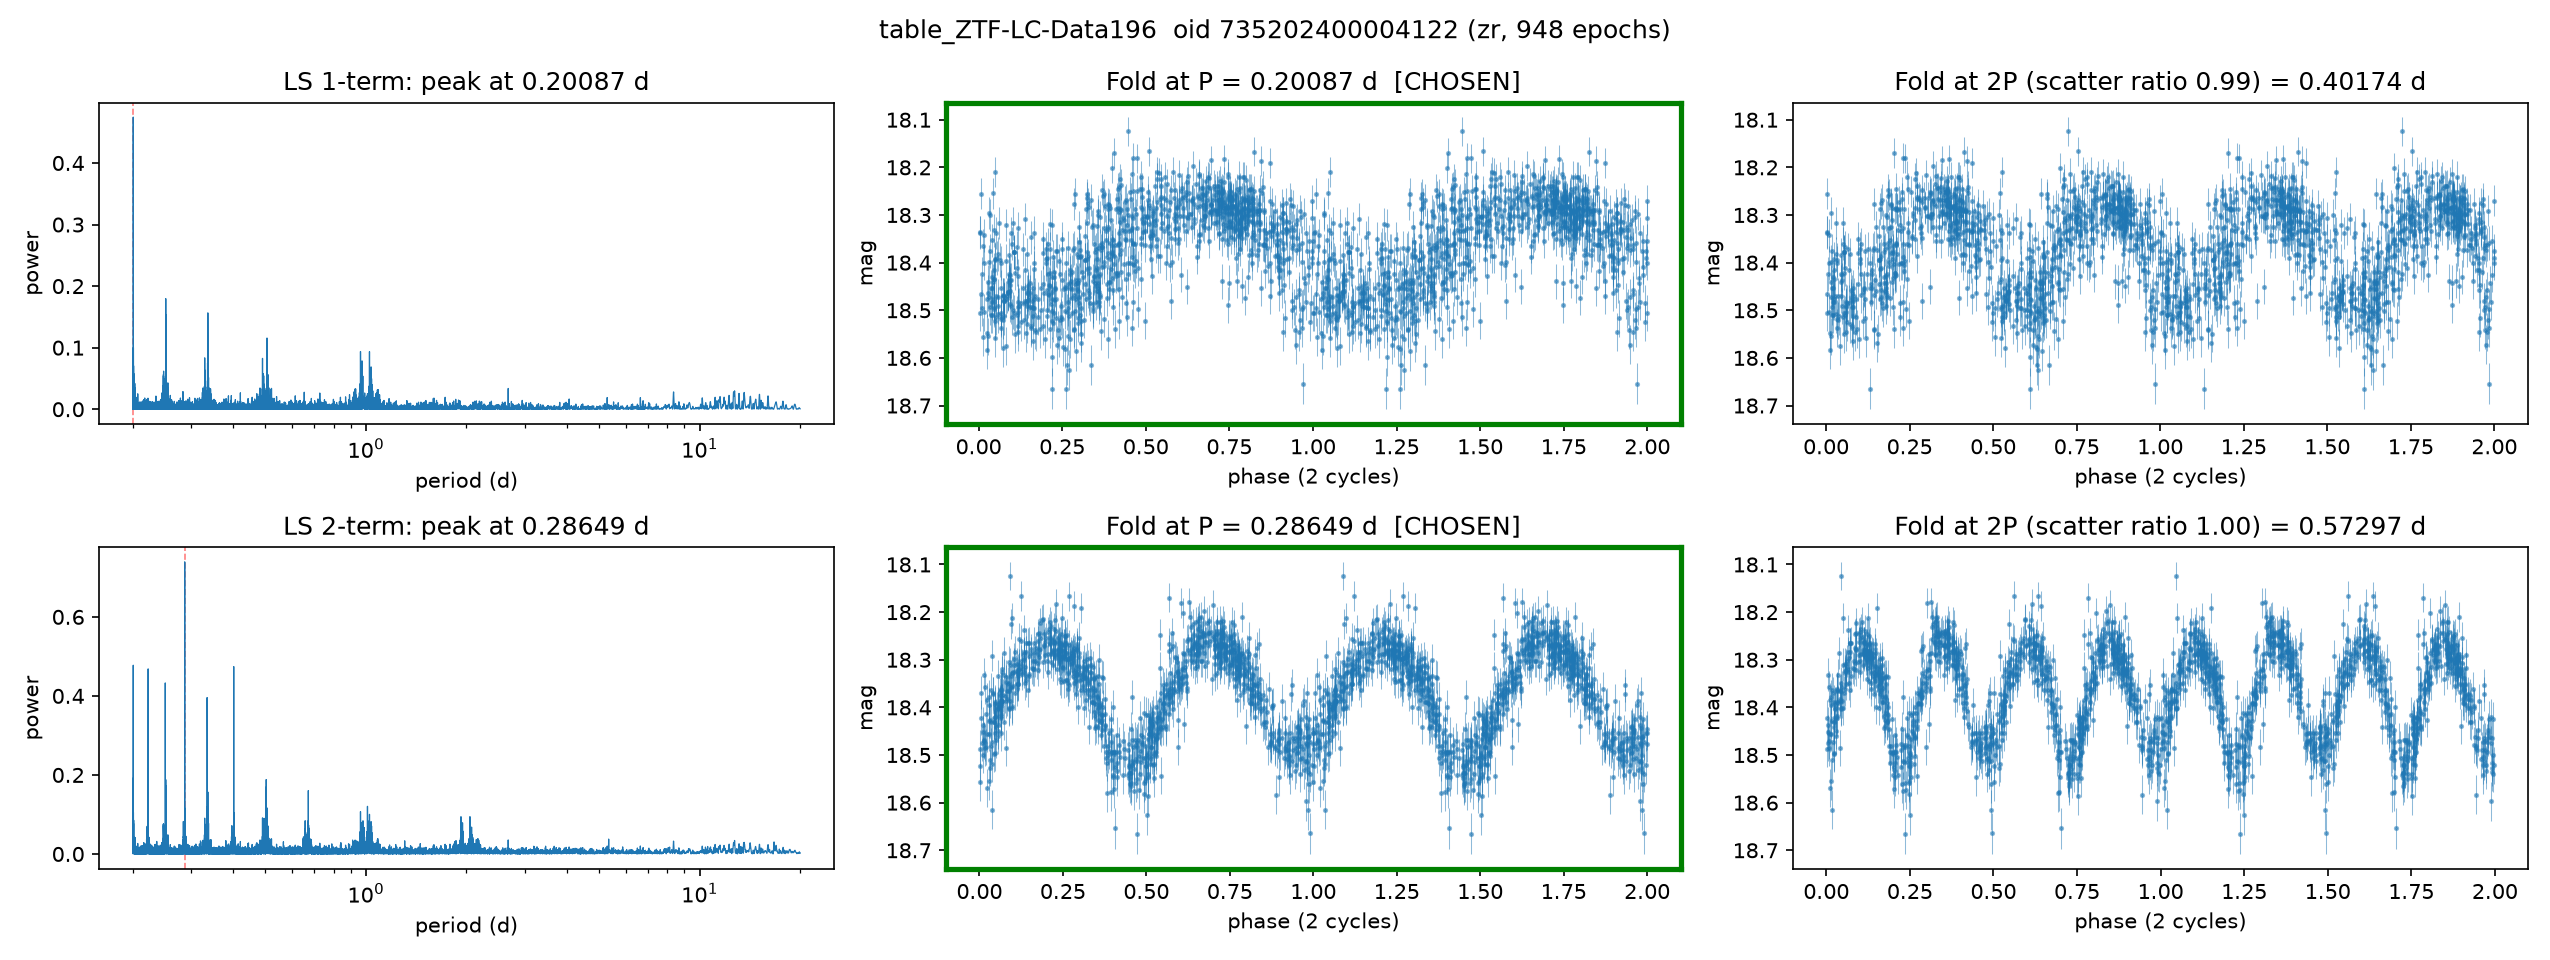 table_ZTF-LC-Data196  oid 735202400004122 (zr, 948 epochs)
LS 1-term: peak at 0.20087 d
power
0.4
0.3
0.2
0.1
0.0
10⁰
10¹
period (d)
Fold at P = 0.20087 d  [CHOSEN]
mag
18.1
18.2
18.3
18.4
18.5
18.6
18.7
0.00 0.25 0.50 0.75 1.00 1.25 1.50 1.75 2.00
phase (2 cycles)
Fold at 2P (scatter ratio 0.99) = 0.40174 d
mag
18.1
18.2
18.3
18.4
18.5
18.6
18.7
0.00 0.25 0.50 0.75 1.00 1.25 1.50 1.75 2.00
phase (2 cycles)
LS 2-term: peak at 0.28649 d
power
0.6
0.4
0.2
0.0
10⁰
10¹
period (d)
Fold at P = 0.28649 d  [CHOSEN]
mag
18.1
18.2
18.3
18.4
18.5
18.6
18.7
0.00 0.25 0.50 0.75 1.00 1.25 1.50 1.75 2.00
phase (2 cycles)
Fold at 2P (scatter ratio 1.00) = 0.57297 d
mag
18.1
18.2
18.3
18.4
18.5
18.6
18.7
0.00 0.25 0.50 0.75 1.00 1.25 1.50 1.75 2.00
phase (2 cycles)